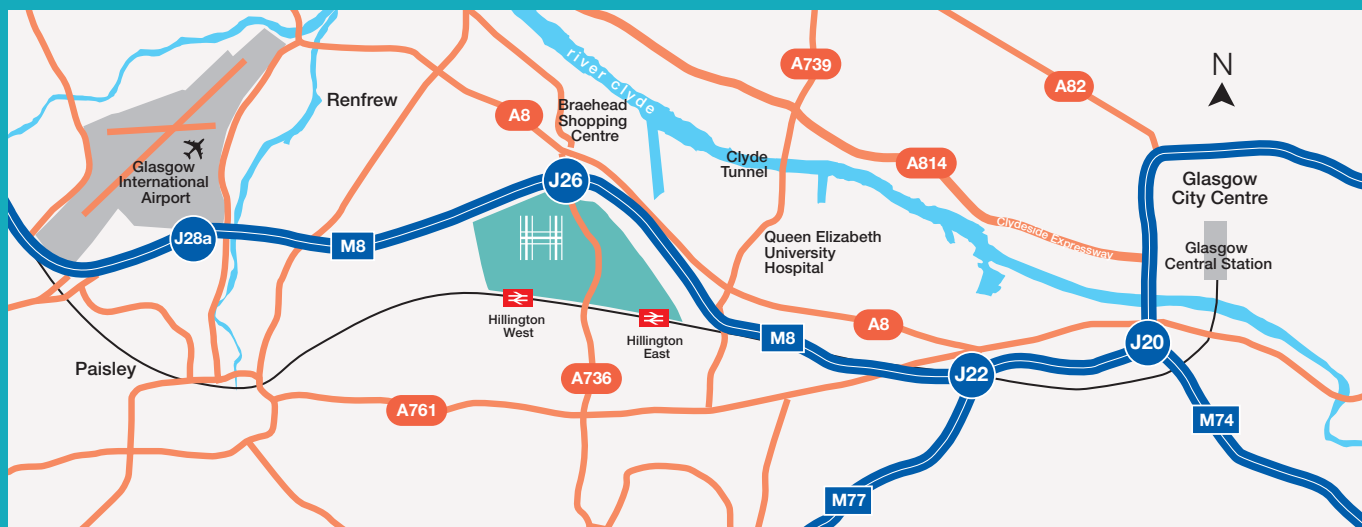 N
A739
A82
river clyde
Renfrew
A8
Braehead
Shopping
Centre
Clyde
Tunnel
A814
Glasgow
International
Airport
J26
Glasgow
City Centre
J28a
M8
Clydeside Expressway
Queen Elizabeth
University
Hospital
Glasgow
Central Station
Hillington
West
Hillington
East
A8
M8
J20
Paisley
A736
J22
A761
M74
M77